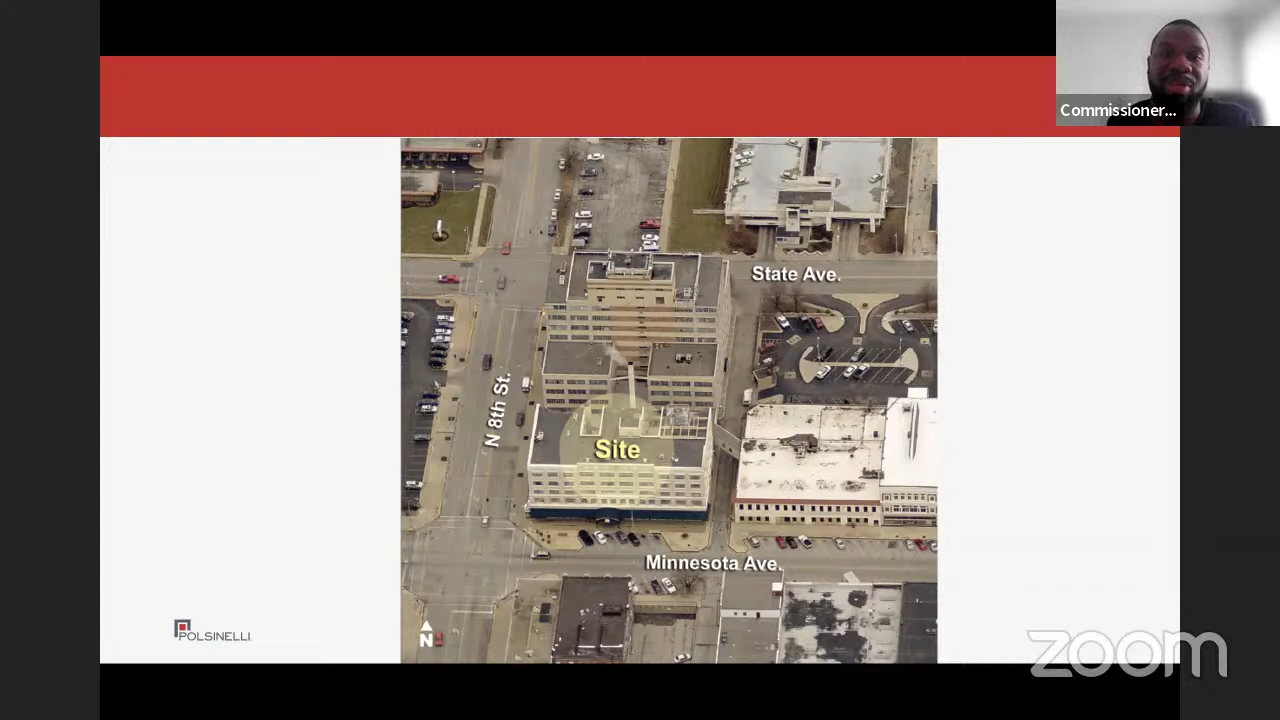 Commissioner...
State Ave.
N 8th St.
Site
Minnesota Ave.
N
POLSINELLI
zoom